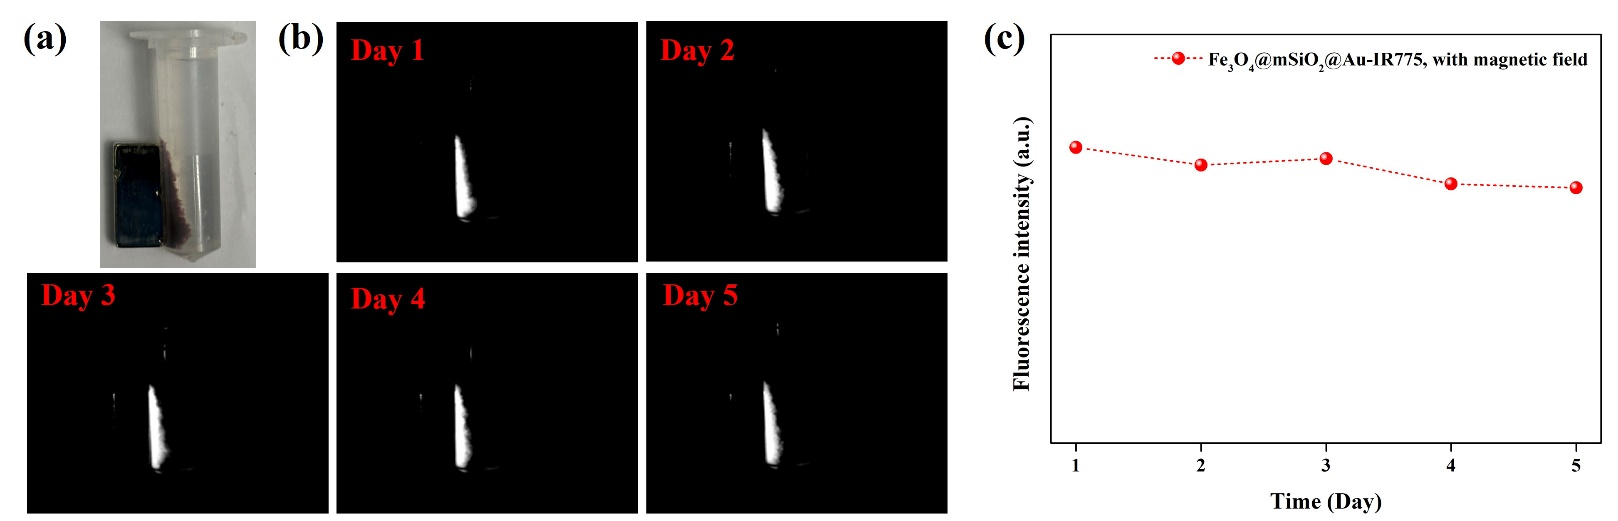 (a)
(b)
Day 1
Day 2
Day 3
Day 4
Day 5
(c)
Fe₃O₄@mSiO₂@Au-IR775, with magnetic field
Fluorescence intensity (a.u.)
1 2 3 4 5
Time (Day)